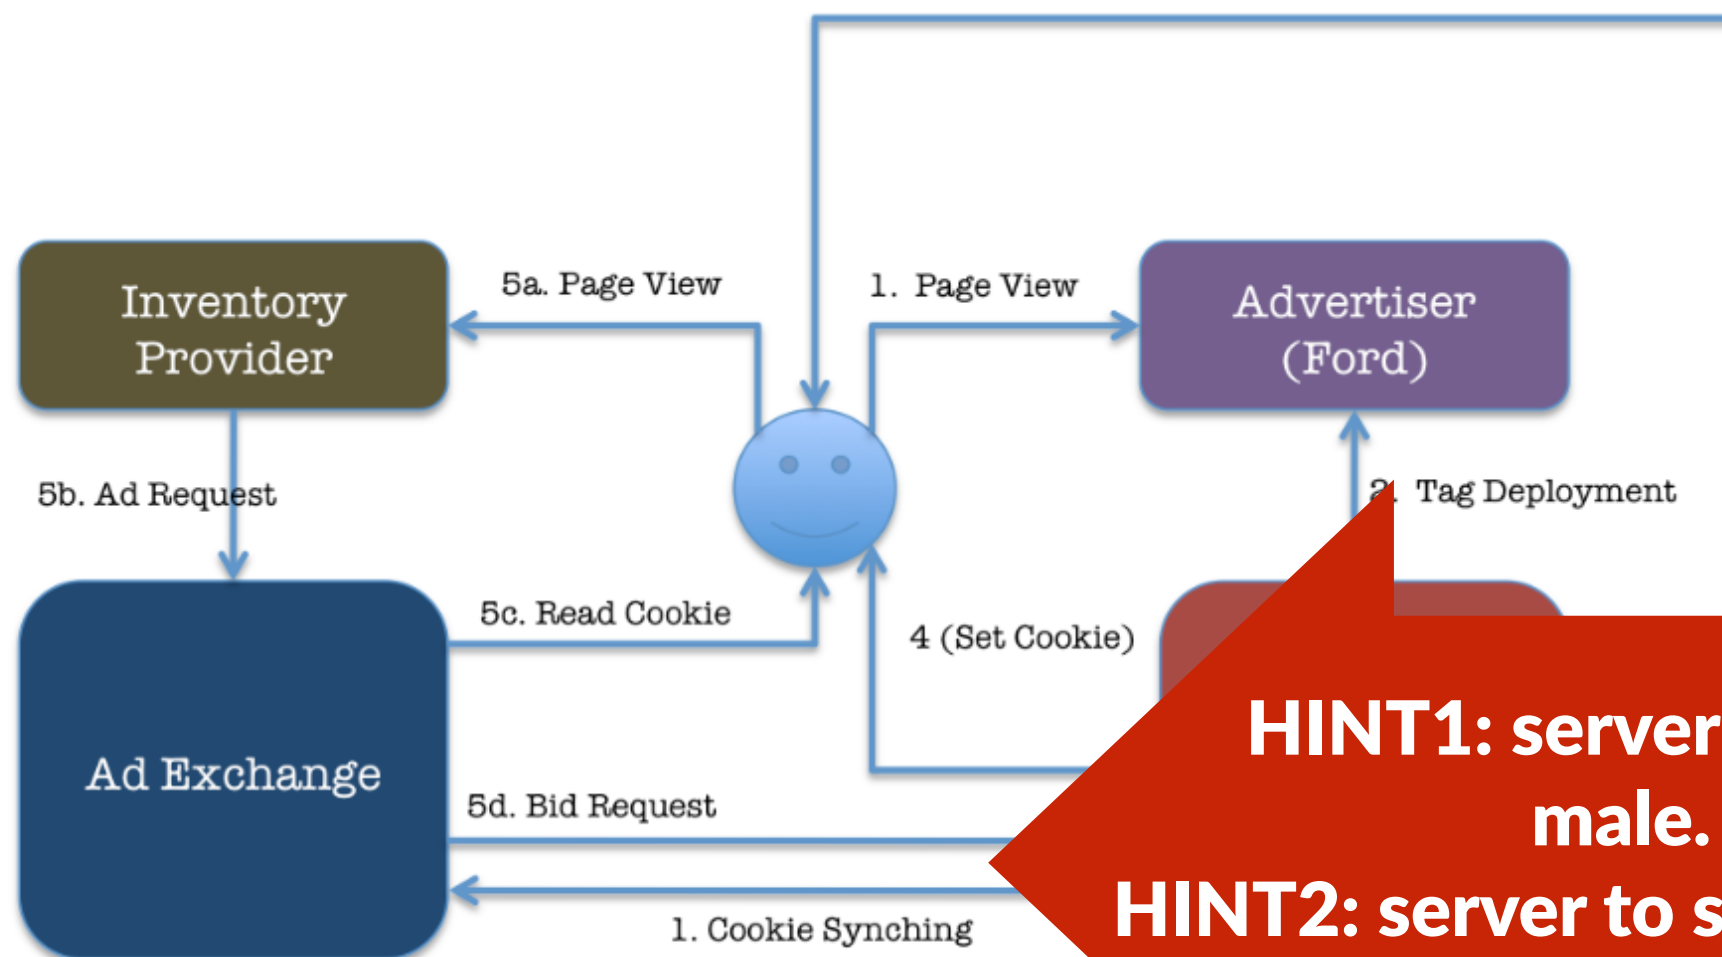 5a. Page View
1. Page View
Inventory
Provider
Advertiser
(Ford)
5b. Ad Request
2. Tag Deployment
5c. Read Cookie
4 (Set Cookie)
Ad Exchange
5d. Bid Request
1. Cookie Synching
HINT1: server
male.
HINT2: server to s